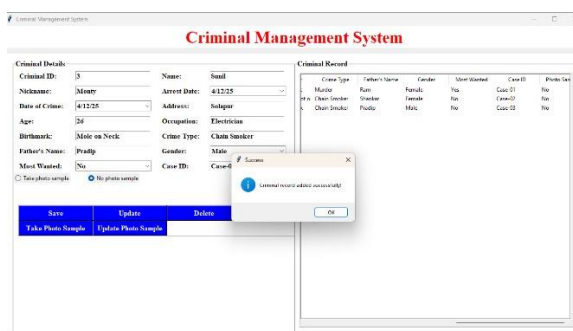 Criminal Management System
Criminal Management System
Criminal Details
Criminal ID: 3 Name: Sunil
Nickname: Monty Arrest Date: 4/12/25
Date of Crime: 4/12/25 Address: Solapur
Age: 26 Occupation: Electrician
Birthmark: Mole on Neck Crime Type: Chain Smoker
Father's Name: Pradip Gender: Male
Most Wanted: No Case ID:
Take photo sample No photo sample
Save Update Delete
Take Photo Sample Update Photo Sample
Criminal Record
Crime Type Father's Name Gender Most Wanted Case ID Photo
Murder Ram Female Yes Case-01 No
Chain Smoker Shankar Female No Case-02 No
Chain Smoker Pradip Male No Case-03 No
Success
Criminal record added successfully!
OK